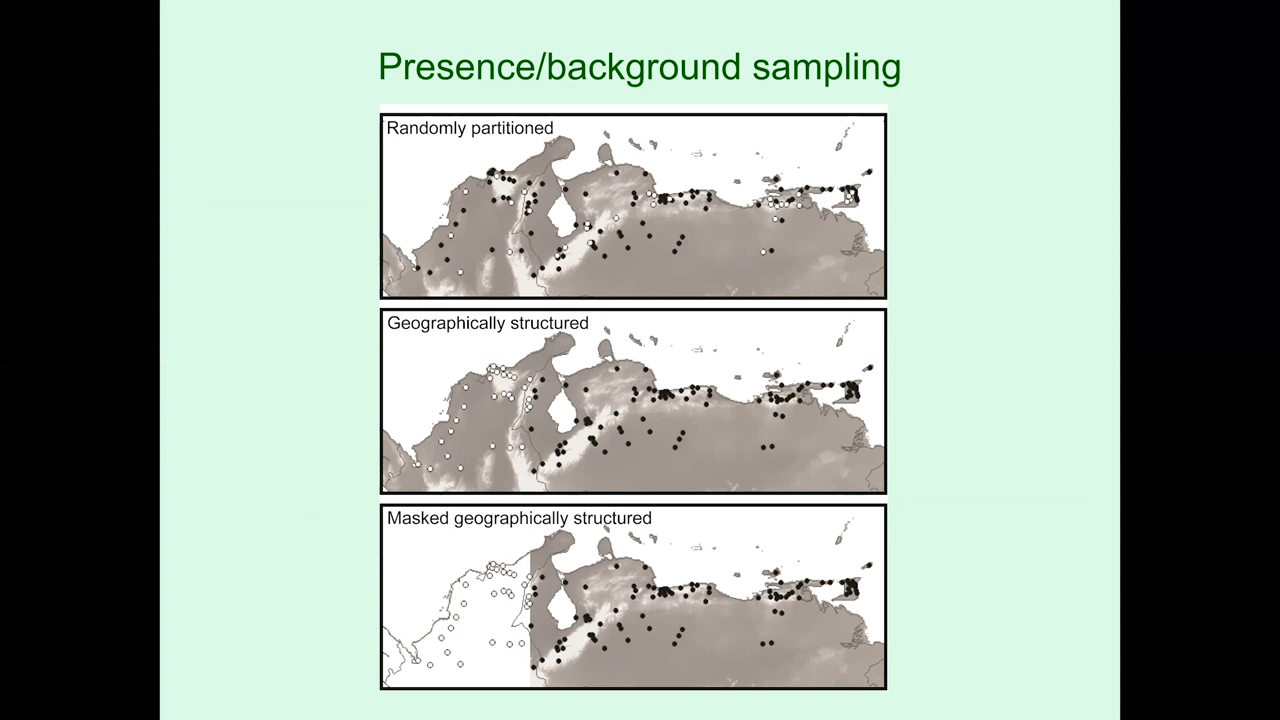 Presence/background sampling
Randomly partitioned
Geographically structured
Masked geographically structured